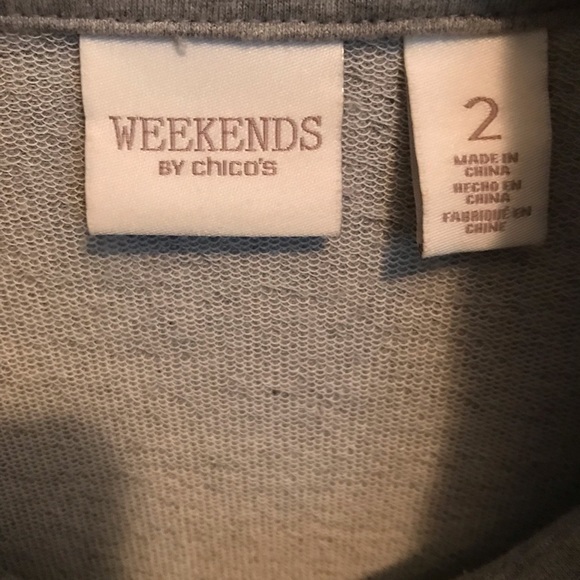 WEEKENDS
BY chico's
2
MADE IN
CHINA
HECHO EN
CHINA
FABRIQUÉ EN
CHINE